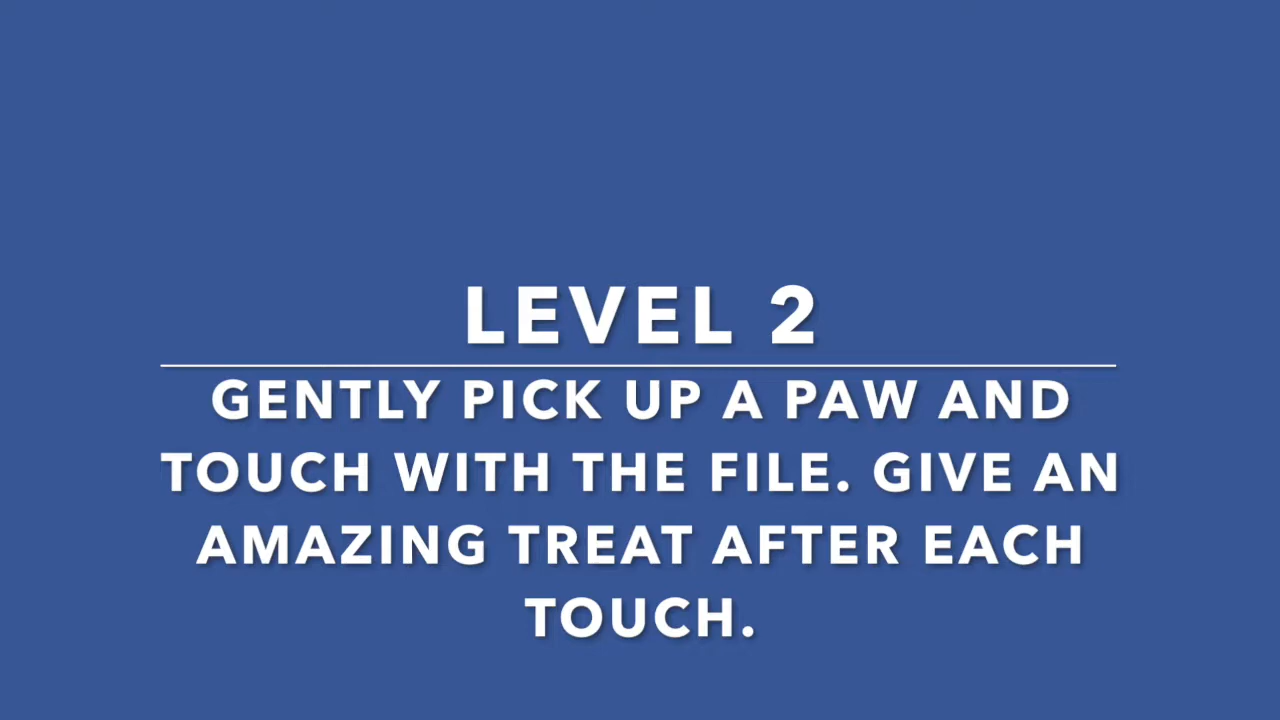 LEVEL 2
GENTLY PICK UP A PAW AND
TOUCH WITH THE FILE. GIVE AN
AMAZING TREAT AFTER EACH
TOUCH.